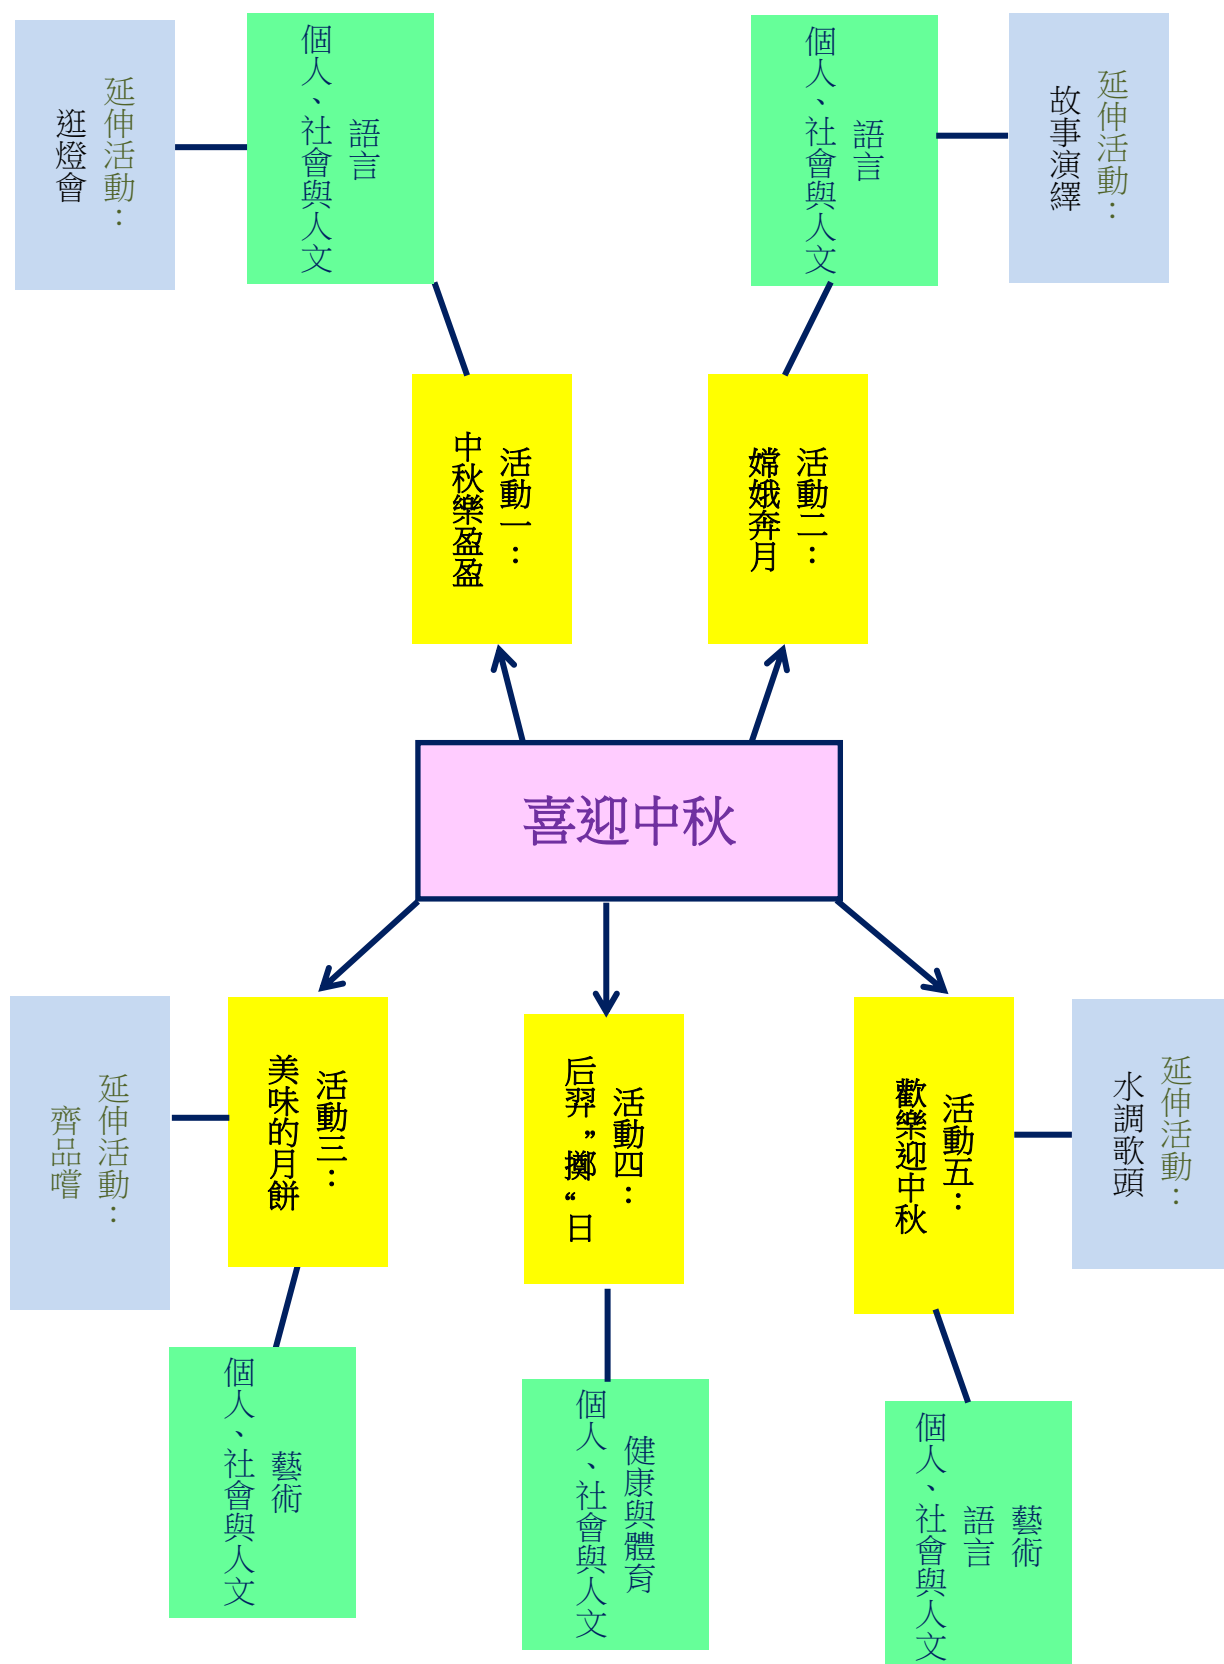 延伸活動：
逛燈會
語言
個人、社會與人文
語言
個人、社會與人文
延伸活動：
故事演繹
活動一：
中秋樂盈盈
活動二：
嫦娥奔月
喜迎中秋
延伸活動：
齊品嚐
活動三：
美味的月餅
活動四：
后羿”擲“日
活動五：
歡樂迎中秋
延伸活動：
水調歌頭
藝術
個人、社會與人文
健康與體育
個人、社會與人文
藝術
語言
個人、社會與人文